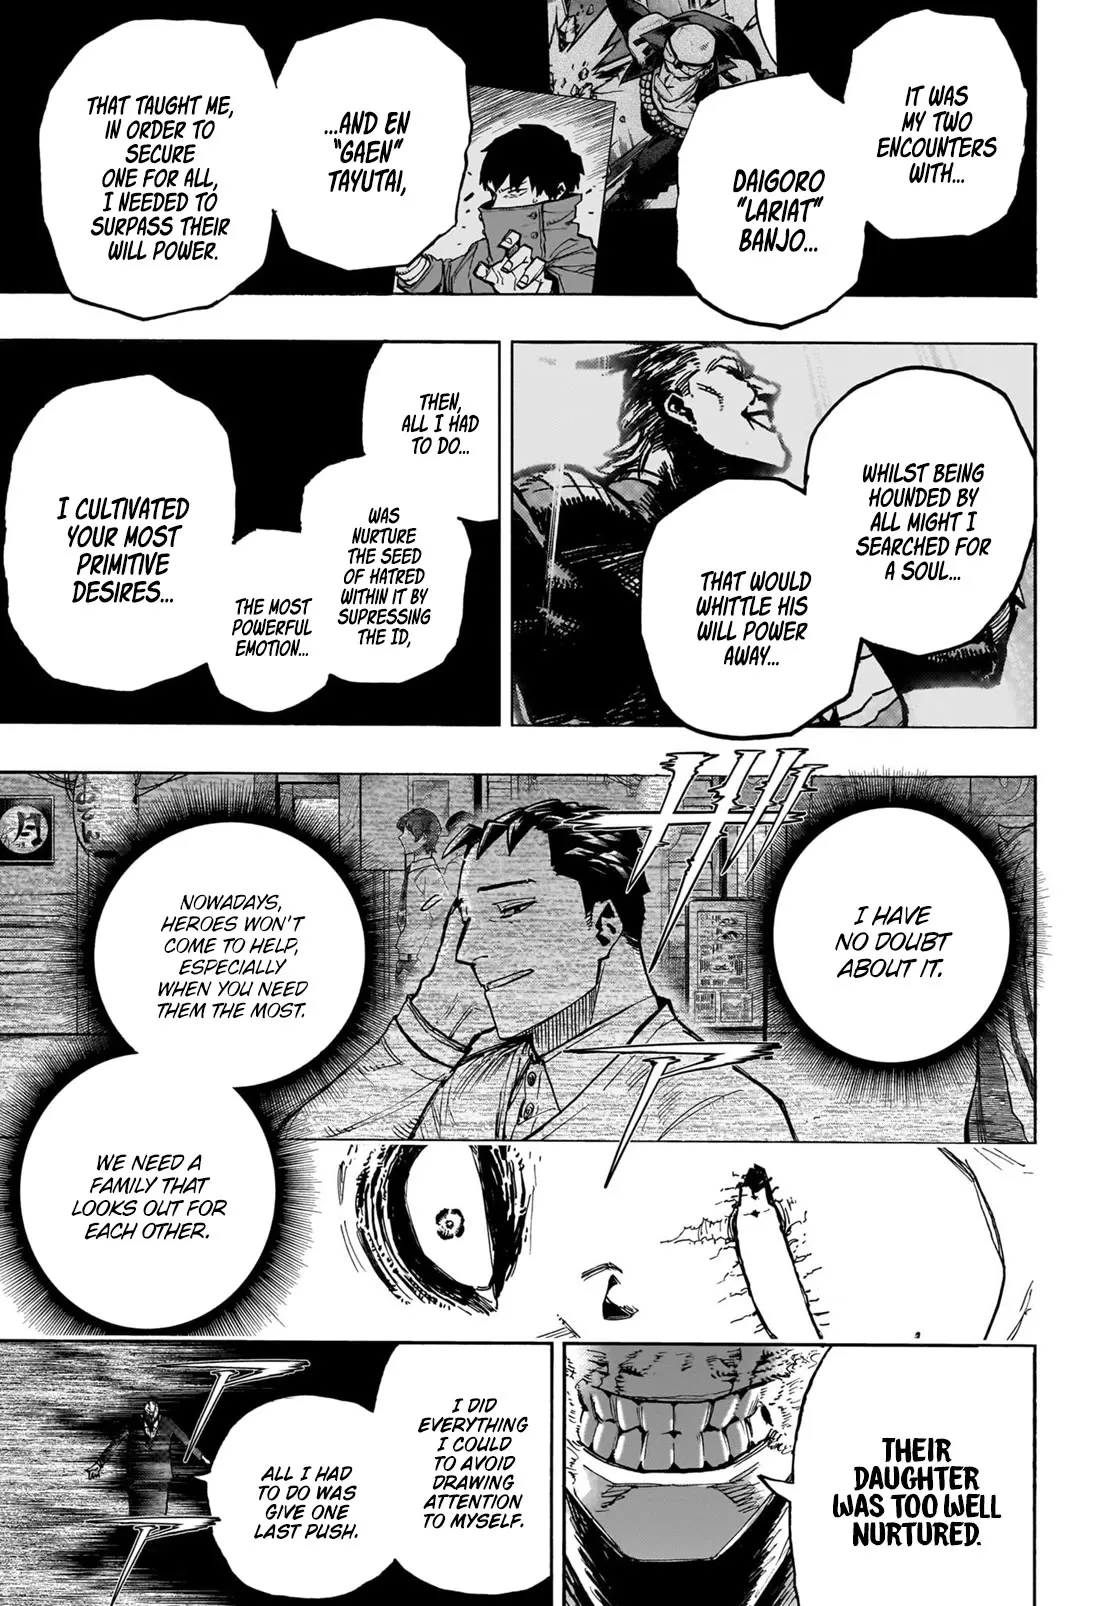 IT WAS
MY TWO
ENCOUNTERS
WITH...
DAIGORO
"LARIAT"
BANJO...
...AND EN
"GAEN"
TAYUTAI,
THAT TAUGHT ME,
IN ORDER TO
SECURE
ONE FOR ALL,
I NEEDED TO
SURPASS THEIR
WILL POWER.
WHILST BEING
HOUNDED BY
ALL MIGHT I
SEARCHED FOR
A SOUL...
THAT WOULD
WHITTLE HIS
WILL POWER
AWAY...
THEN,
ALL I HAD
TO DO...
WAS
NURTURE
THE SEED
OF HATRED
WITHIN IT BY
SUPRESSING
THE ID,
THE MOST
POWERFUL
EMOTION...
I CULTIVATED
YOUR MOST
PRIMITIVE
DESIRES...
I HAVE
NO DOUBT
ABOUT IT.
NOWADAYS,
HEROES WON'T
COME TO HELP,
ESPECIALLY
WHEN YOU NEED
THEM THE MOST.
WE NEED A
FAMILY THAT
LOOKS OUT FOR
EACH OTHER.
THEIR
DAUGHTER
WAS TOO WELL
NURTURED.
I DID
EVERYTHING
I COULD
TO AVOID
DRAWING
ATTENTION
TO MYSELF.
ALL I HAD
TO DO WAS
GIVE ONE
LAST PUSH.